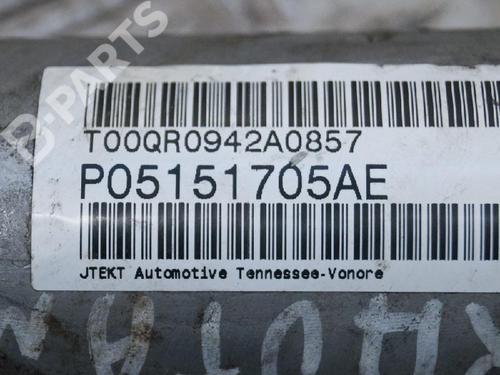 B-PARTS
T00QR0942A0857
P05151705AE
JTEKT Automotive Tennessee-Vonore